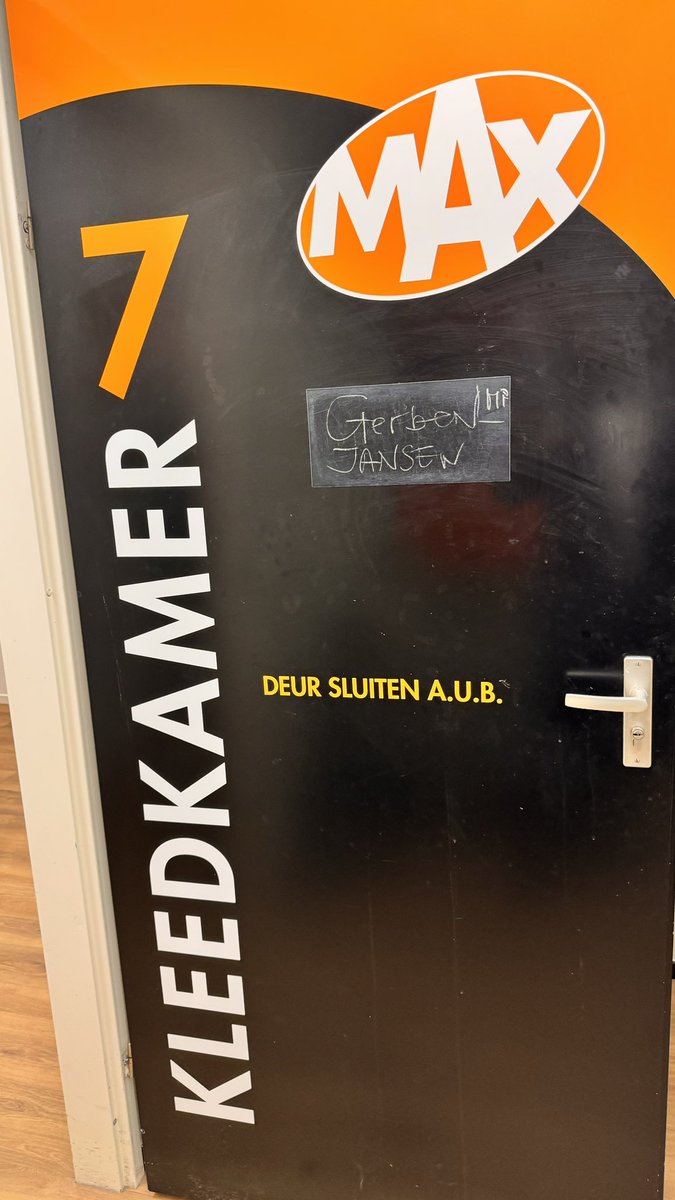 MAX
7
KLEEDKAMER
Gerben-
JANSEN
DEUR SLUITEN A.U.B.